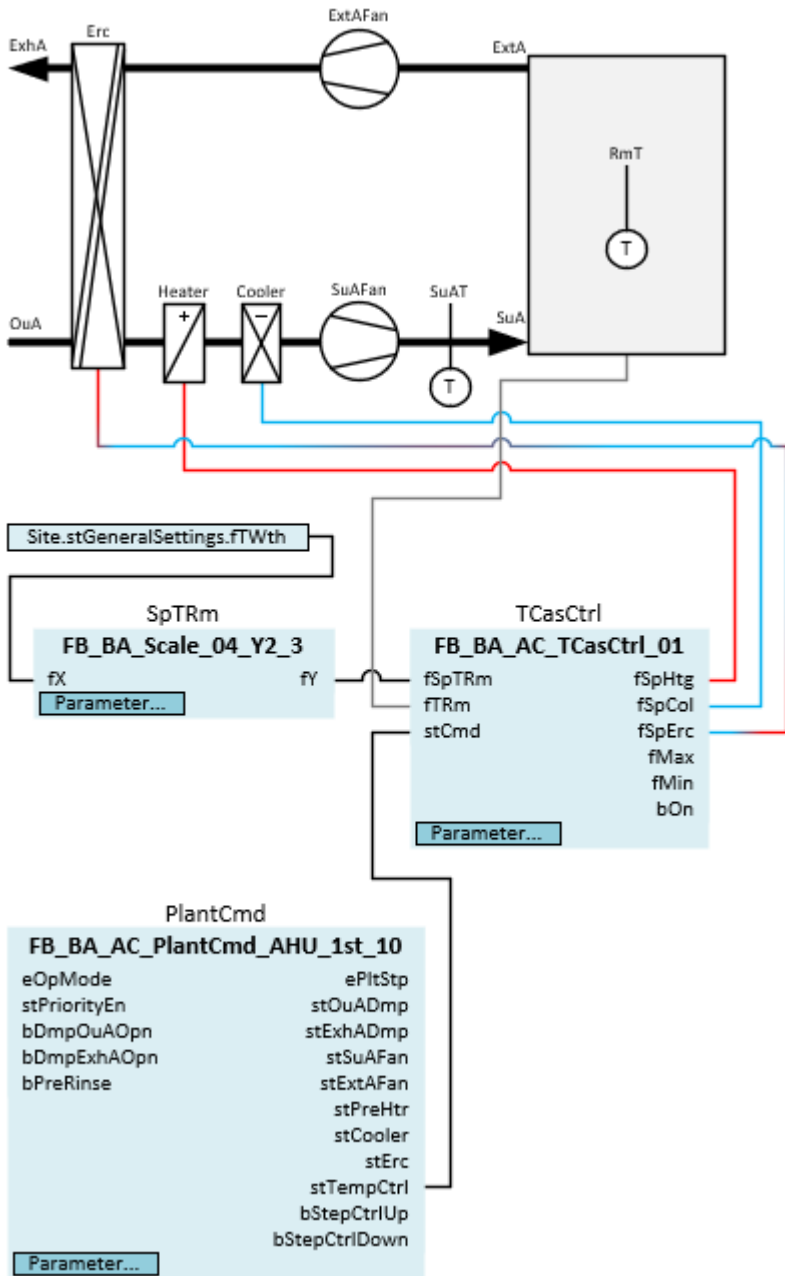 ExtAFan
ExhA
Erc
ExtA
RmT
T
Heater
Cooler
SuAFan
SuAT
OuA
+
−
SuA
T
Site.stGeneralSettings.fTWth
SpTRm
TCasCtrl
FB_BA_Scale_04_Y2_3
FB_BA_AC_TCasCtrl_01
fX
fY
fSpTRm
fSpHtg
Parameter...
fTRm
fSpCol
stCmd
fSpErc
fMax
fMin
bOn
Parameter...
PlantCmd
FB_BA_AC_PlantCmd_AHU_1st_10
eOpMode
ePltStp
stPriorityEn
stOuADmp
bDmpOuAOpn
stExhADmp
bDmpExhAOpn
stSuAFan
bPreRinse
stExtAFan
stPreHtr
stCooler
stErc
stTempCtrl
bStepCtrlUp
bStepCtrlDown
Parameter...